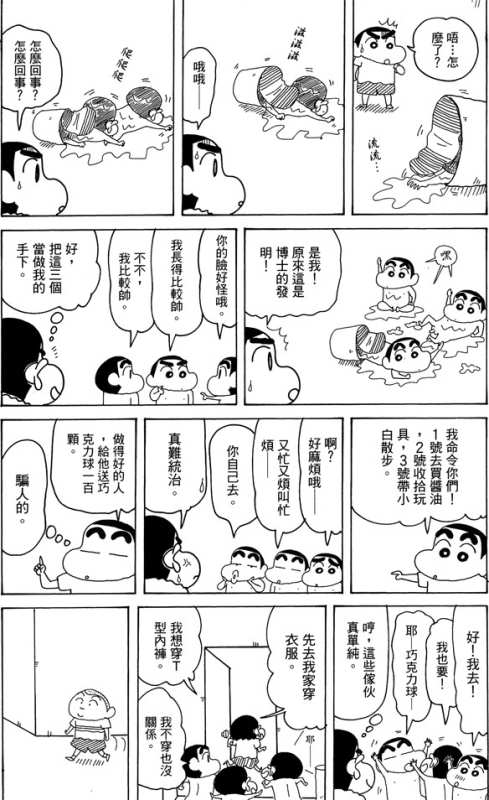 唔…怎
麼了？
流流…
滋滋滋
哦哦——
爬爬爬
怎麼回事？
怎麼回事？
嘿
是我！
原來這是
博士的發
明！
你的臉好怪哦。
我長得比較帥。
不不，
我比較帥。
好，
把這三個
當做我的
手下。
我命令你們！
1號去買醬油
，2號收拾玩
具，3號帶小
白散步。
啊？
好麻煩哦——
又忙又煩叫忙
煩——
你自己去。
真難統治。
做得好的人
，給他送巧
克力球一百
顆。
騙人的。
好！我去！
我也要！
耶——巧克力球——
哼，這些傢伙
真單純。
先去我家穿
衣服。
耶
我想穿T
型內褲。
我不穿也沒
關係。